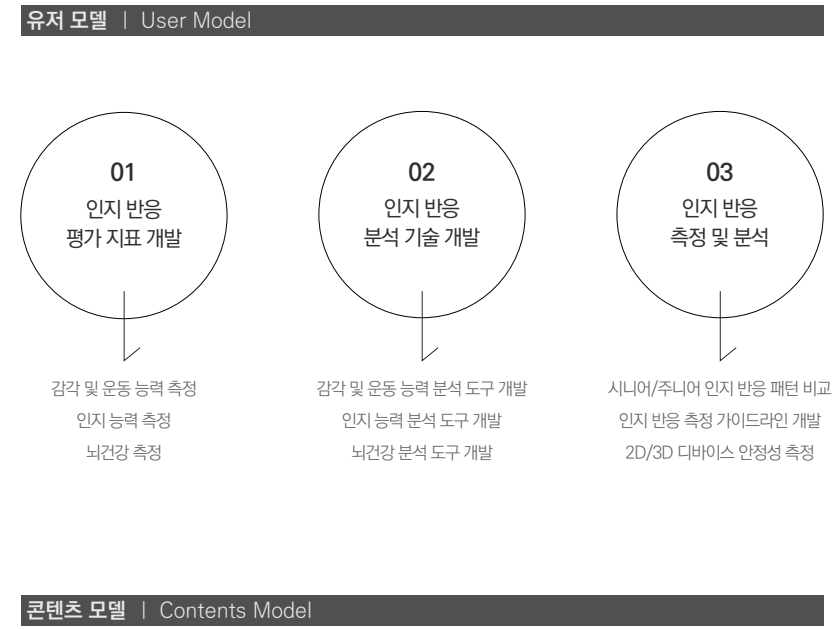 유저 모델 | User Model
01
인지 반응
평가 지표 개발
감각 및 운동 능력 측정
인지 능력 측정
뇌건강 측정
02
인지 반응
분석 기술 개발
감각 및 운동 능력 분석 도구 개발
인지 능력 분석 도구 개발
뇌건강 분석 도구 개발
03
인지 반응
측정 및 분석
시니어/주니어 인지 반응 패턴 비교
인지 반응 측정 가이드라인 개발
2D/3D 디바이스 안정성 측정
콘텐츠 모델 | Contents Model